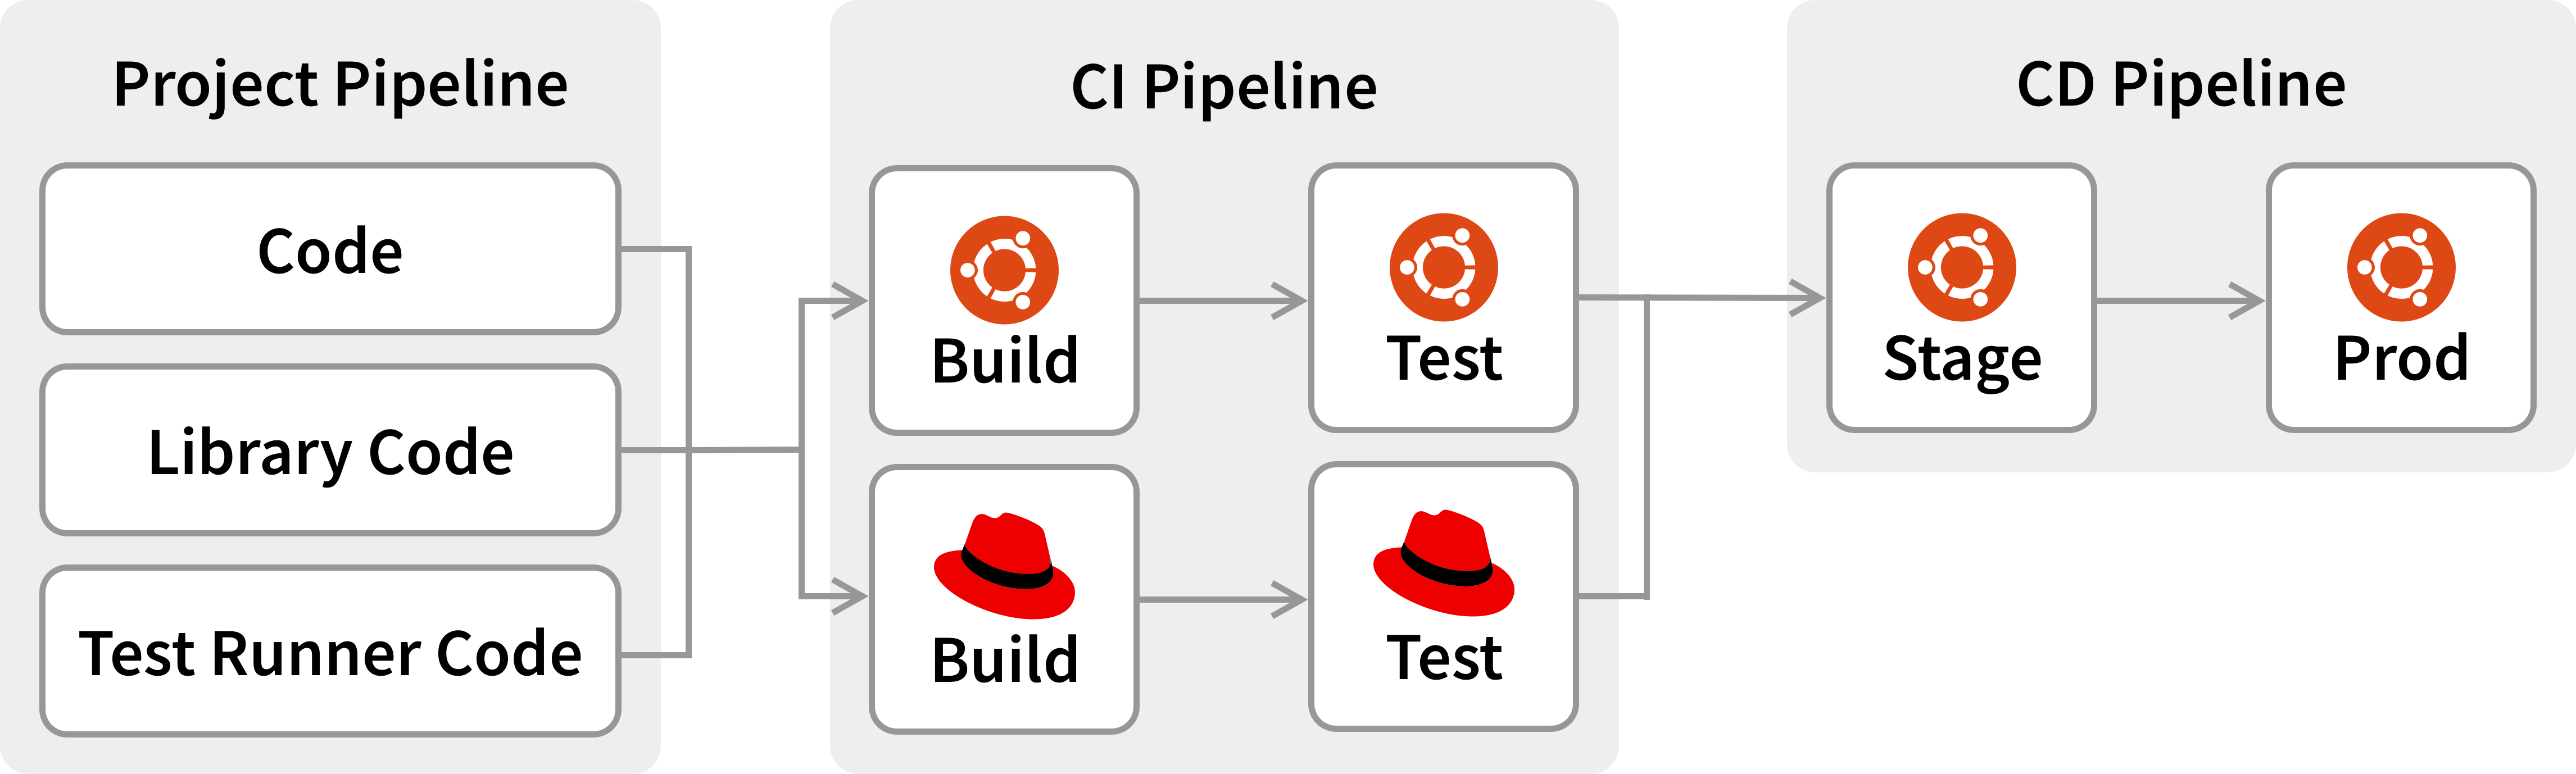 Project Pipeline
Code
Library Code
Test Runner Code
CI Pipeline
Build
Test
Build
Test
CD Pipeline
Stage
Prod